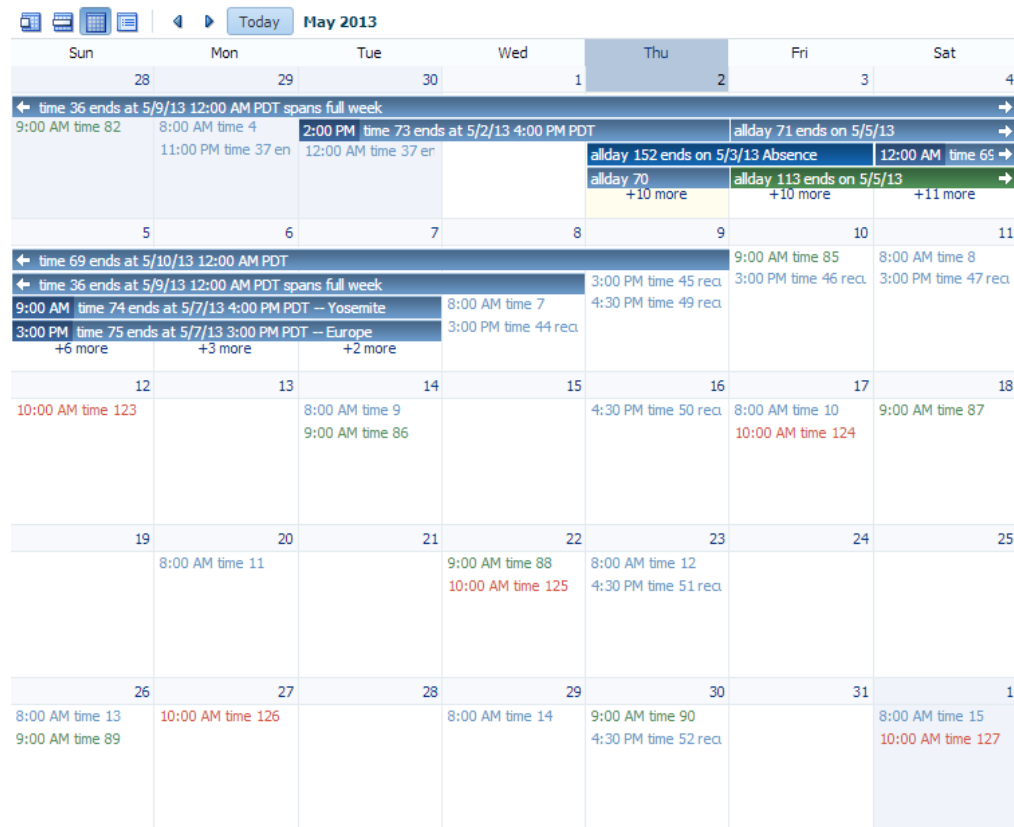 Today May 2013
Sun Mon Tue Wed Thu Fri Sat
28 29 30 1 2 3 4
time 36 ends at 5/9/13 12:00 AM PDT spans full week
9:00 AM time 82 8:00 AM time 4 2:00 PM time 73 ends at 5/2/13 4:00 PM PDT allday 71 ends on 5/5/13
11:00 PM time 37 en 12:00 AM time 37 er allday 152 ends on 5/3/13 Absence 12:00 AM time 69
allday 70 allday 113 ends on 5/5/13
+10 more +10 more +11 more
5 6 7 8 9 10 11
time 69 ends at 5/10/13 12:00 AM PDT 9:00 AM time 85 8:00 AM time 8
time 36 ends at 5/9/13 12:00 AM PDT spans full week 3:00 PM time 45 recu 3:00 PM time 46 recu 3:00 PM time 47 recu
9:00 AM time 74 ends at 5/7/13 4:00 PM PDT -- Yosemite 8:00 AM time 7 4:30 PM time 49 recu
3:00 PM time 75 ends at 5/7/13 3:00 PM PDT -- Europe 3:00 PM time 44 recu
+6 more +3 more +2 more
12 13 14 15 16 17 18
10:00 AM time 123 8:00 AM time 9 4:30 PM time 50 recu 8:00 AM time 10 9:00 AM time 87
9:00 AM time 86 10:00 AM time 124
19 20 21 22 23 24 25
8:00 AM time 11 9:00 AM time 88 8:00 AM time 12
10:00 AM time 125 4:30 PM time 51 recu
26 27 28 29 30 31 1
8:00 AM time 13 10:00 AM time 126 8:00 AM time 14 9:00 AM time 90 8:00 AM time 15
9:00 AM time 89 4:30 PM time 52 recu 10:00 AM time 127